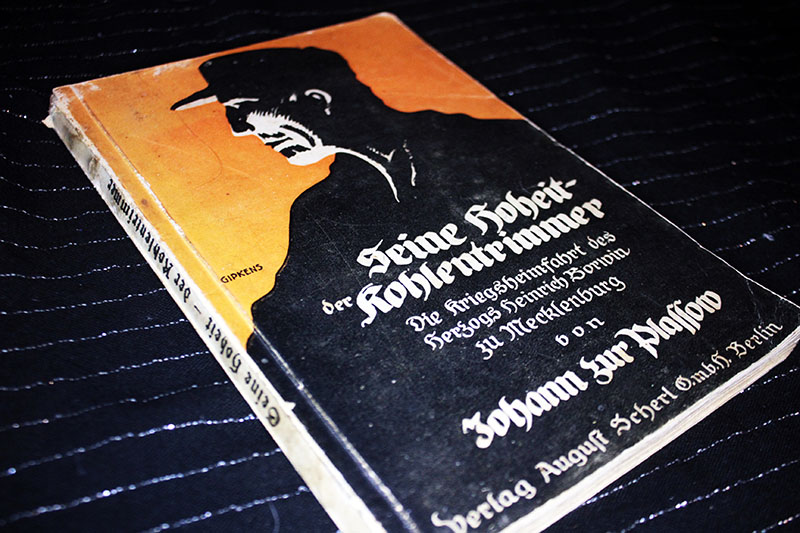 GIPKENS
Seine Hoheit-
der Kohlentrimmer
Die Kriegsheimfahrt des
Herzogs Heinrich Borwin
zu Mecklenburg
von
Johann zur Plassow
Verlag August Scherl G.m.b.H. Berlin
Seine Hoheit – der Kohlentrimmer